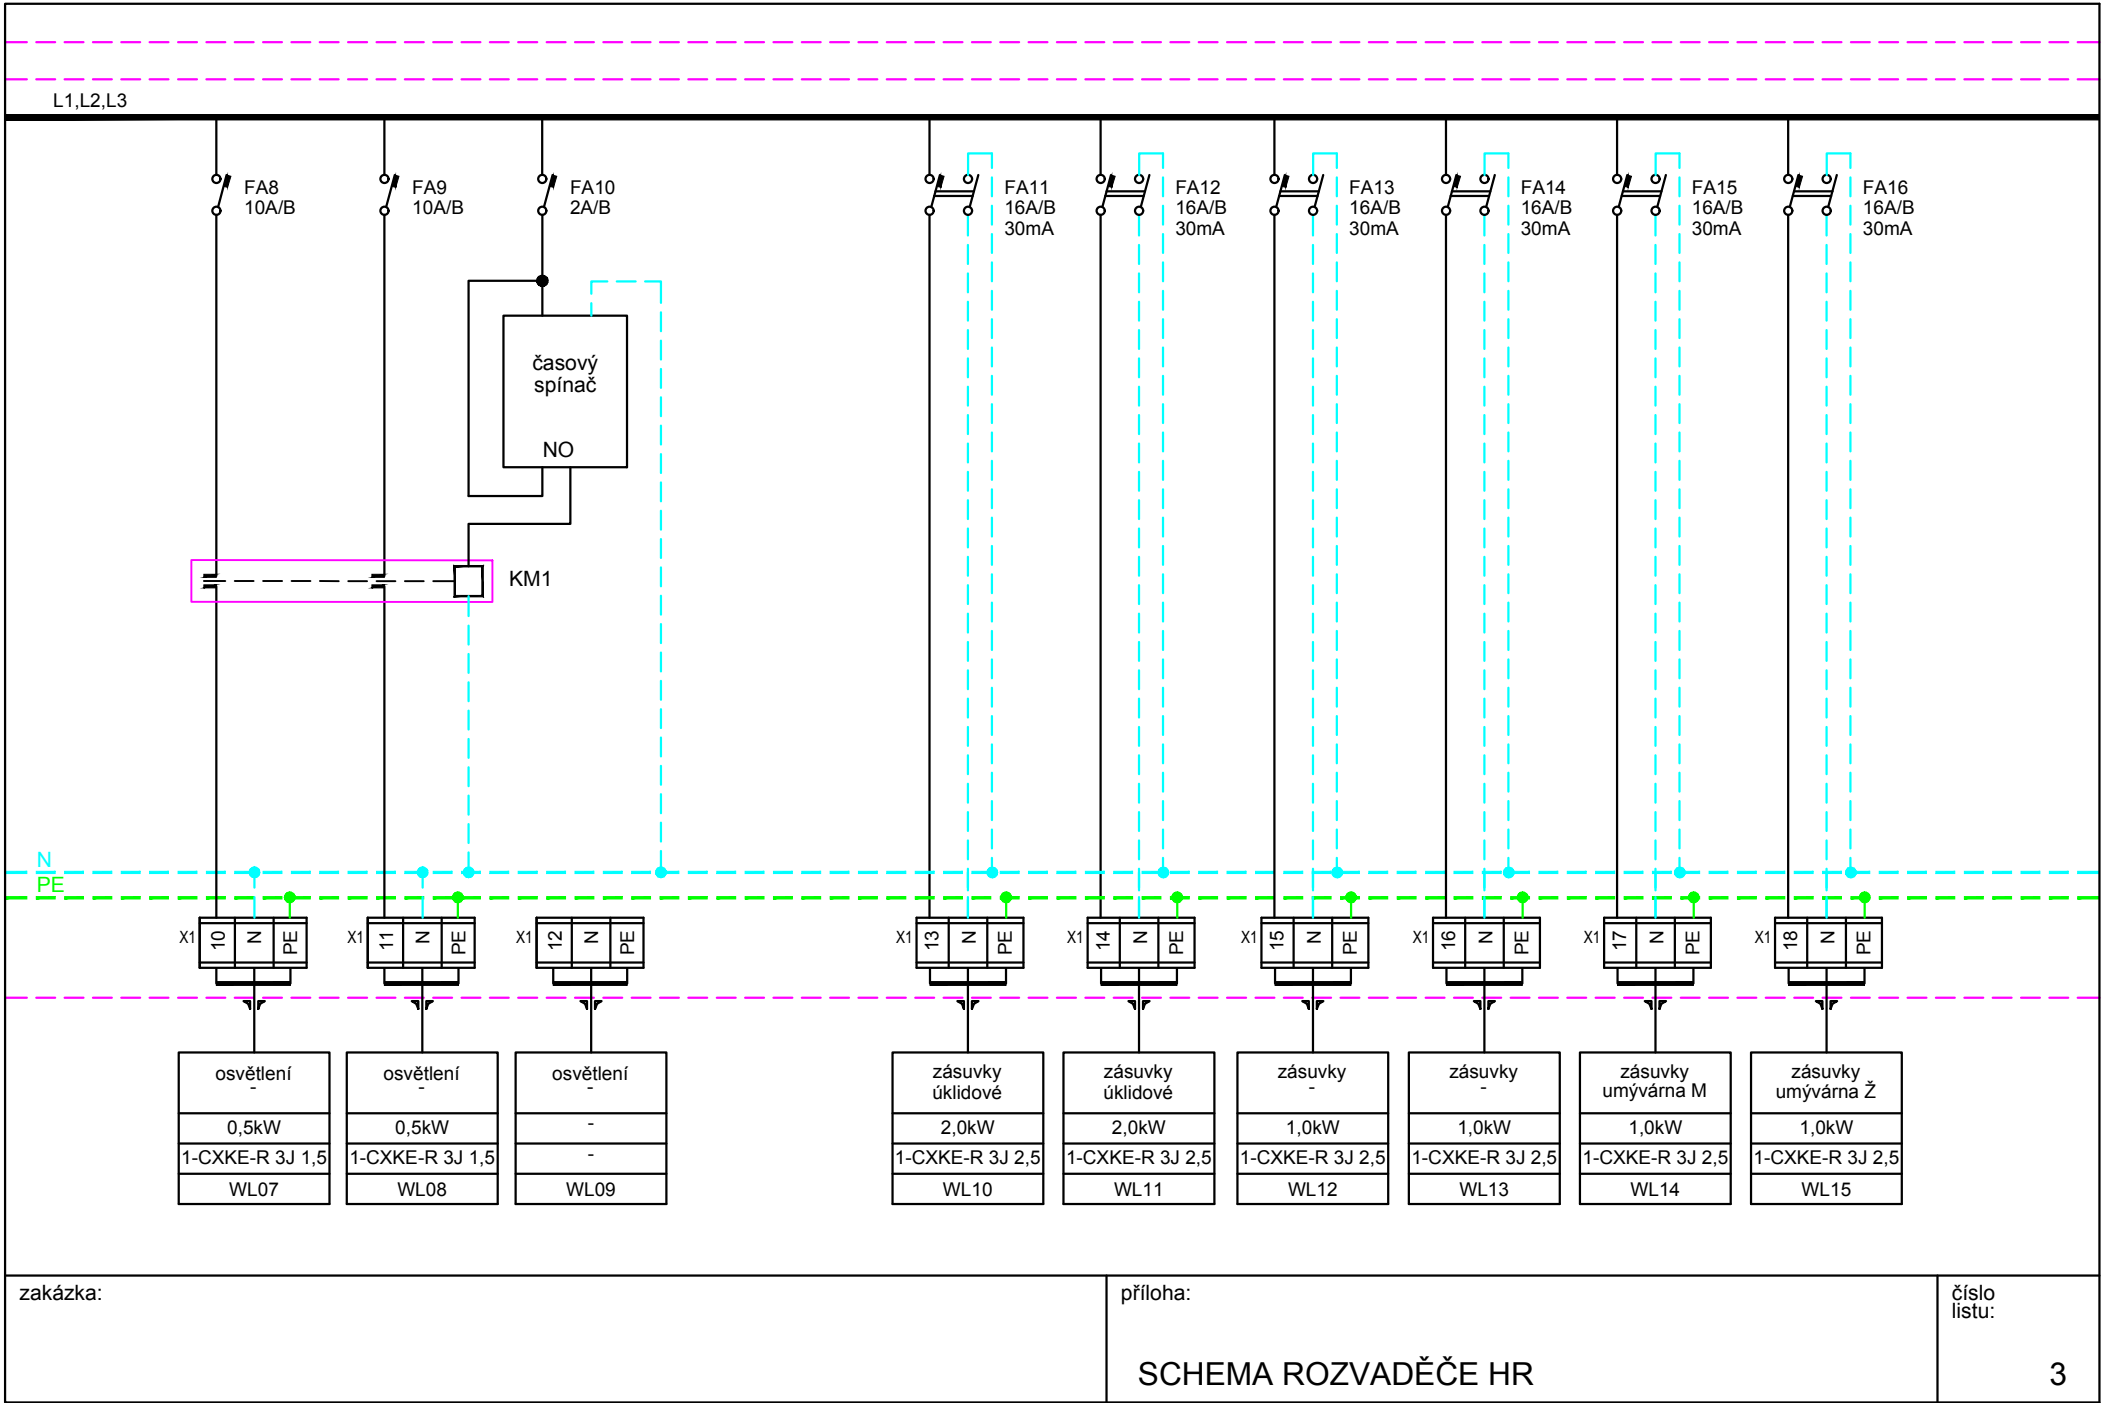 L1,L2,L3
FA8
10A/B
FA9
10A/B
FA10
2A/B
FA11
16A/B
30mA
FA12
16A/B
30mA
FA13
16A/B
30mA
FA14
16A/B
30mA
FA15
16A/B
30mA
FA16
16A/B
30mA
časový
spínač
NO
KM1
N
PE
X1 10 N PE
X1 11 N PE
X1 12 N PE
X1 13 N PE
X1 14 N PE
X1 15 N PE
X1 16 N PE
X1 17 N PE
X1 18 N PE
osvětlení
-
0,5kW
1-CXKE-R 3J 1,5
WL07
osvětlení
-
0,5kW
1-CXKE-R 3J 1,5
WL08
osvětlení
-
-
-
WL09
zásuvky
úklidové
2,0kW
1-CXKE-R 3J 2,5
WL10
zásuvky
úklidové
2,0kW
1-CXKE-R 3J 2,5
WL11
zásuvky
-
1,0kW
1-CXKE-R 3J 2,5
WL12
zásuvky
-
1,0kW
1-CXKE-R 3J 2,5
WL13
zásuvky
umývárna M
1,0kW
1-CXKE-R 3J 2,5
WL14
zásuvky
umývárna Ž
1,0kW
1-CXKE-R 3J 2,5
WL15
zakázka:
příloha:
SCHEMA ROZVADĚČE HR
číslo
listu:
3